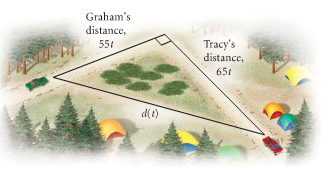 Graham's
distance,
55t
Tracy's
distance,
65t
d(t)